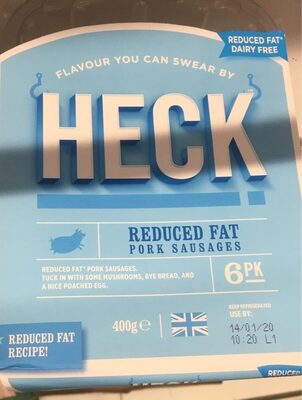 REDUCED FAT*
DAIRY FREE
FLAVOUR YOU CAN SWEAR BY
HECK
REDUCED FAT
PORK SAUSAGES
REDUCED FAT* PORK SAUSAGES.
TUCK IN WITH SOME MUSHROOMS, RYE BREAD, AND
A NICE POACHED EGG.
6PK
400g e
KEEP REFRIGERATED
USE BY:
14/01/20
10:20 L1
REDUCED FAT
RECIPE!
REDUCED
HECK